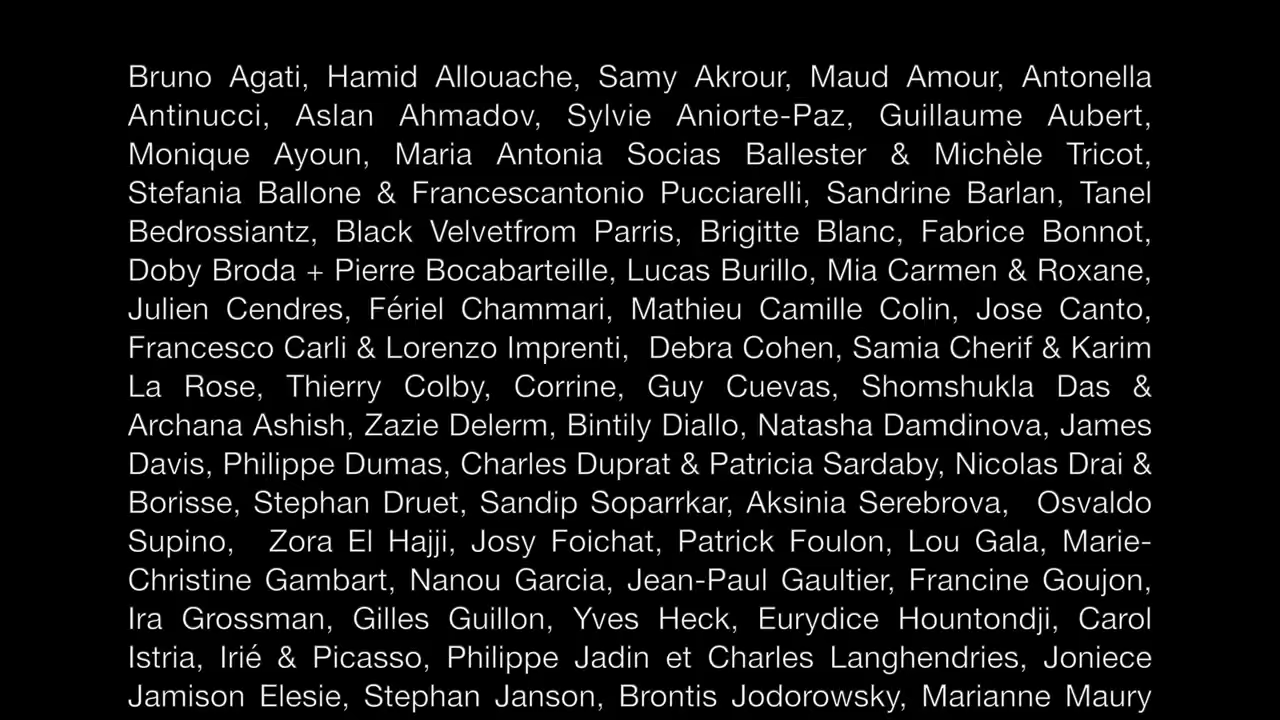 Bruno Agati, Hamid Allouache, Samy Akrour, Maud Amour, Antonella
Antinucci, Aslan Ahmadov, Sylvie Aniorte-Paz, Guillaume Aubert,
Monique Ayoun, Maria Antonia Socias Ballester & Michèle Tricot,
Stefania Ballone & Francescantonio Pucciarelli, Sandrine Barlan, Tanel
Bedrossiantz, Black Velvetfrom Parris, Brigitte Blanc, Fabrice Bonnot,
Doby Broda + Pierre Bocabarteille, Lucas Burillo, Mia Carmen & Roxane,
Julien Cendres, Fériel Chammari, Mathieu Camille Colin, Jose Canto,
Francesco Carli & Lorenzo Imprenti, Debra Cohen, Samia Cherif & Karim
La Rose, Thierry Colby, Corrine, Guy Cuevas, Shomshukla Das &
Archana Ashish, Zazie Delerm, Bintily Diallo, Natasha Damdinova, James
Davis, Philippe Dumas, Charles Duprat & Patricia Sardaby, Nicolas Drai &
Borisse, Stephan Druet, Sandip Soparrkar, Aksinia Serebrova, Osvaldo
Supino, Zora El Hajji, Josy Foichat, Patrick Foulon, Lou Gala, Marie-
Christine Gambart, Nanou Garcia, Jean-Paul Gaultier, Francine Goujon,
Ira Grossman, Gilles Guillon, Yves Heck, Eurydice Hountondji, Carol
Istria, Irié & Picasso, Philippe Jadin et Charles Langhendries, Joniece
Jamison Elesie, Stephan Janson, Brontis Jodorowsky, Marianne Maury